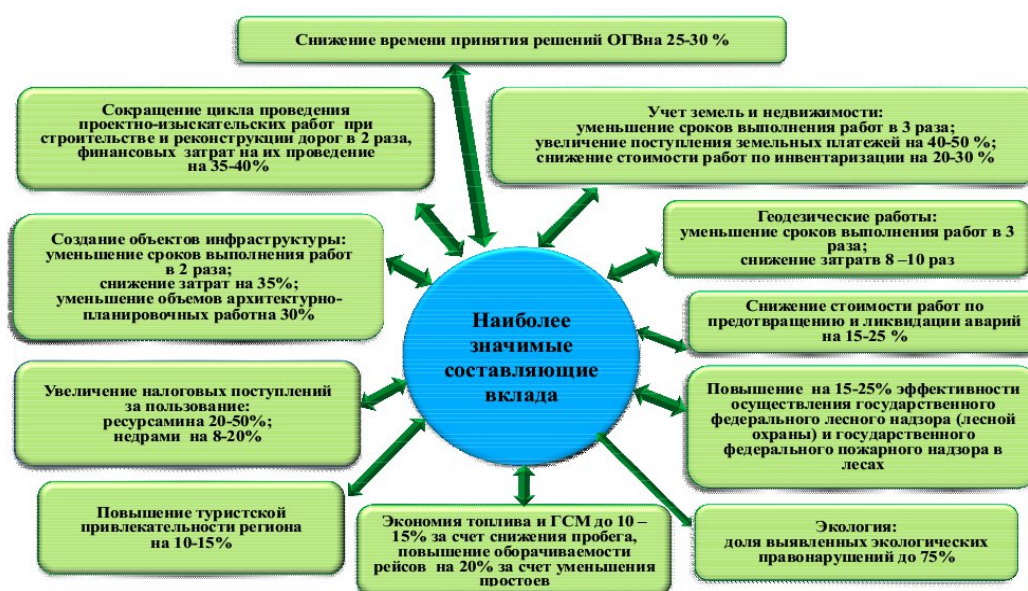 Снижение времени принятия решений ОГВна 25-30 %
Сокращение цикла проведения
проектно-изыскательских работ при
строительстве и реконструкции дорог в 2 раза,
финансовых затрат на их проведение
на 35-40%
Учет земель и недвижимости:
уменьшение сроков выполнения работ в 3 раза;
увеличение поступления земельных платежей на 40-50 %;
снижение стоимости работ по инвентаризации на 20-30 %
Создание объектов инфраструктуры:
уменьшение сроков выполнения работ
в 2 раза;
снижение затрат на 35%;
уменьшение объемов архитектурно-
планировочных работна 30%
Геодезические работы:
уменьшение сроков выполнения работ в 3
раза;
снижение затратв 8 –10 раз
Наиболее
значимые
составляющие
вклада
Снижение стоимости работ по
предотвращению и ликвидации аварий
на 15-25 %
Увеличение налоговых поступлений
за пользование:
ресурсамина 20-50%;
недрами на 8-20%
Повышение на 15-25% эффективности
осуществления государственного
федерального лесного надзора (лесной
охраны) и государственного
федерального пожарного надзора в
лесах
Повышение туристской
привлекательности региона
на 10-15%
Экономия топлива и ГСМ до 10 –
15% за счет снижения пробега,
повышение оборачиваемости
рейсов на 20% за счет уменьшения
простоев
Экология:
доля выявленных экологических
правонарушений до 75%